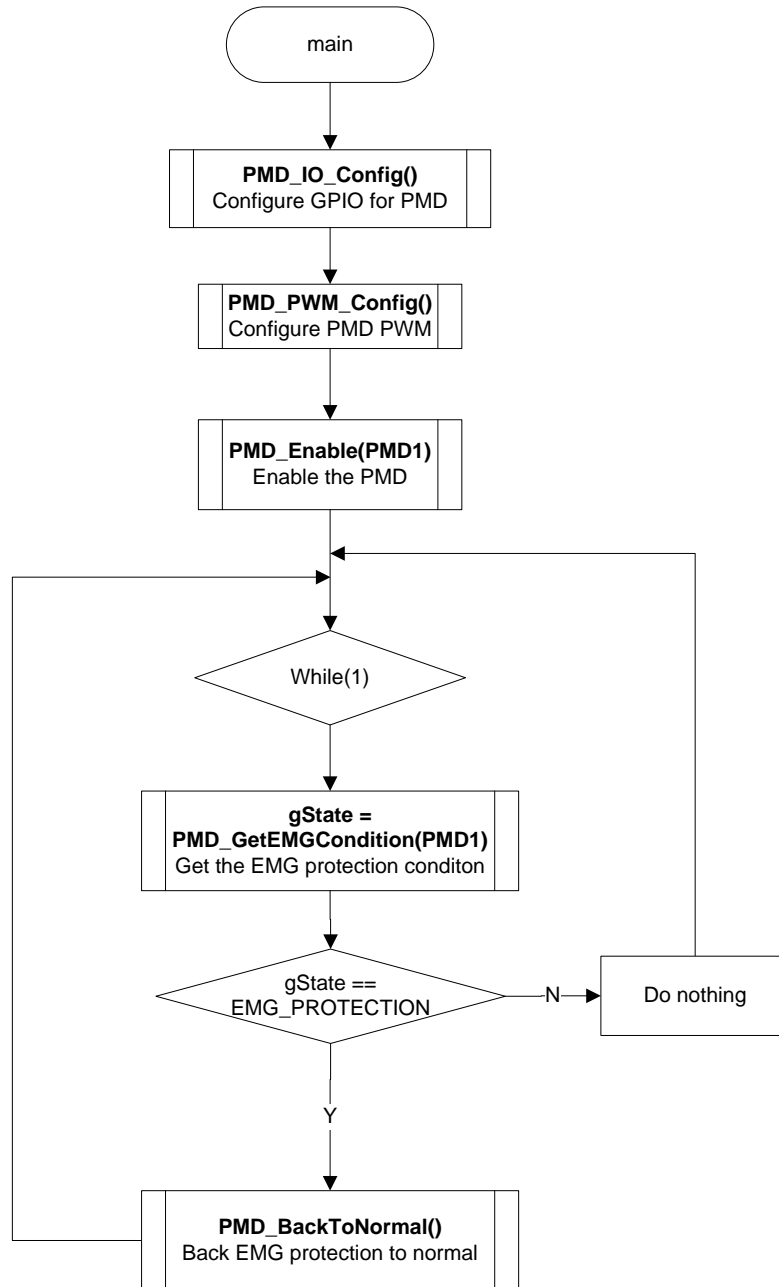 main
PMD_IO_Config()
Configure GPIO for PMD
PMD_PWM_Config()
Configure PMD PWM
PMD_Enable(PMD1)
Enable the PMD
While(1)
gState =
PMD_GetEMGCondition(PMD1)
Get the EMG protection conditon
gState ==
EMG_PROTECTION
N
Do nothing
Y
PMD_BackToNormal()
Back EMG protection to normal